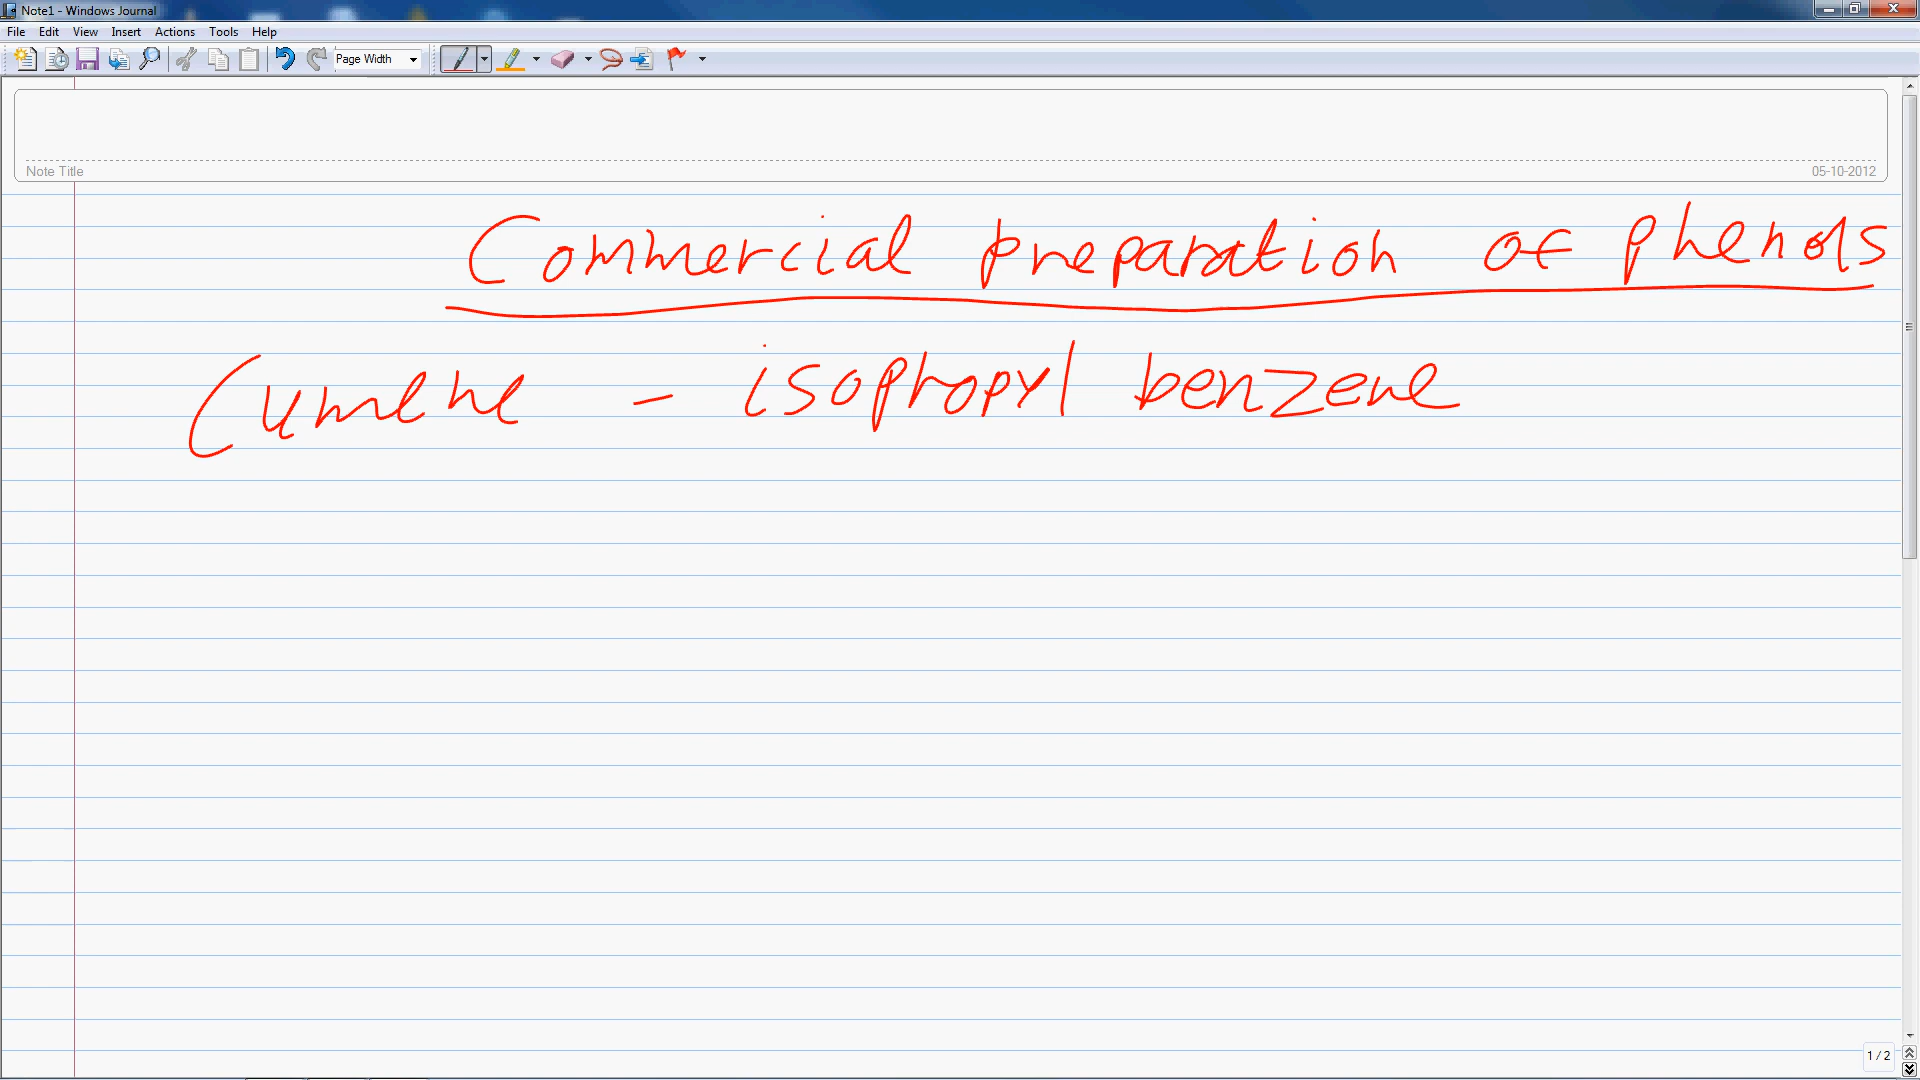 Note1 - Windows Journal
File Edit View Insert Actions Tools Help
Page Width
Note Title
05-10-2012
Commercial preparation of phenols
Cumene - isopropyl benzene
1 / 2